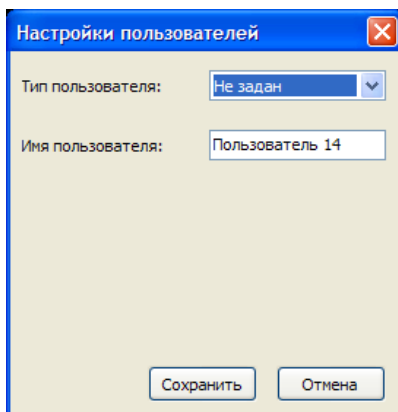 Настройки пользователей
Тип пользователя: Не задан
Имя пользователя: Пользователь 14
Сохранить Отмена